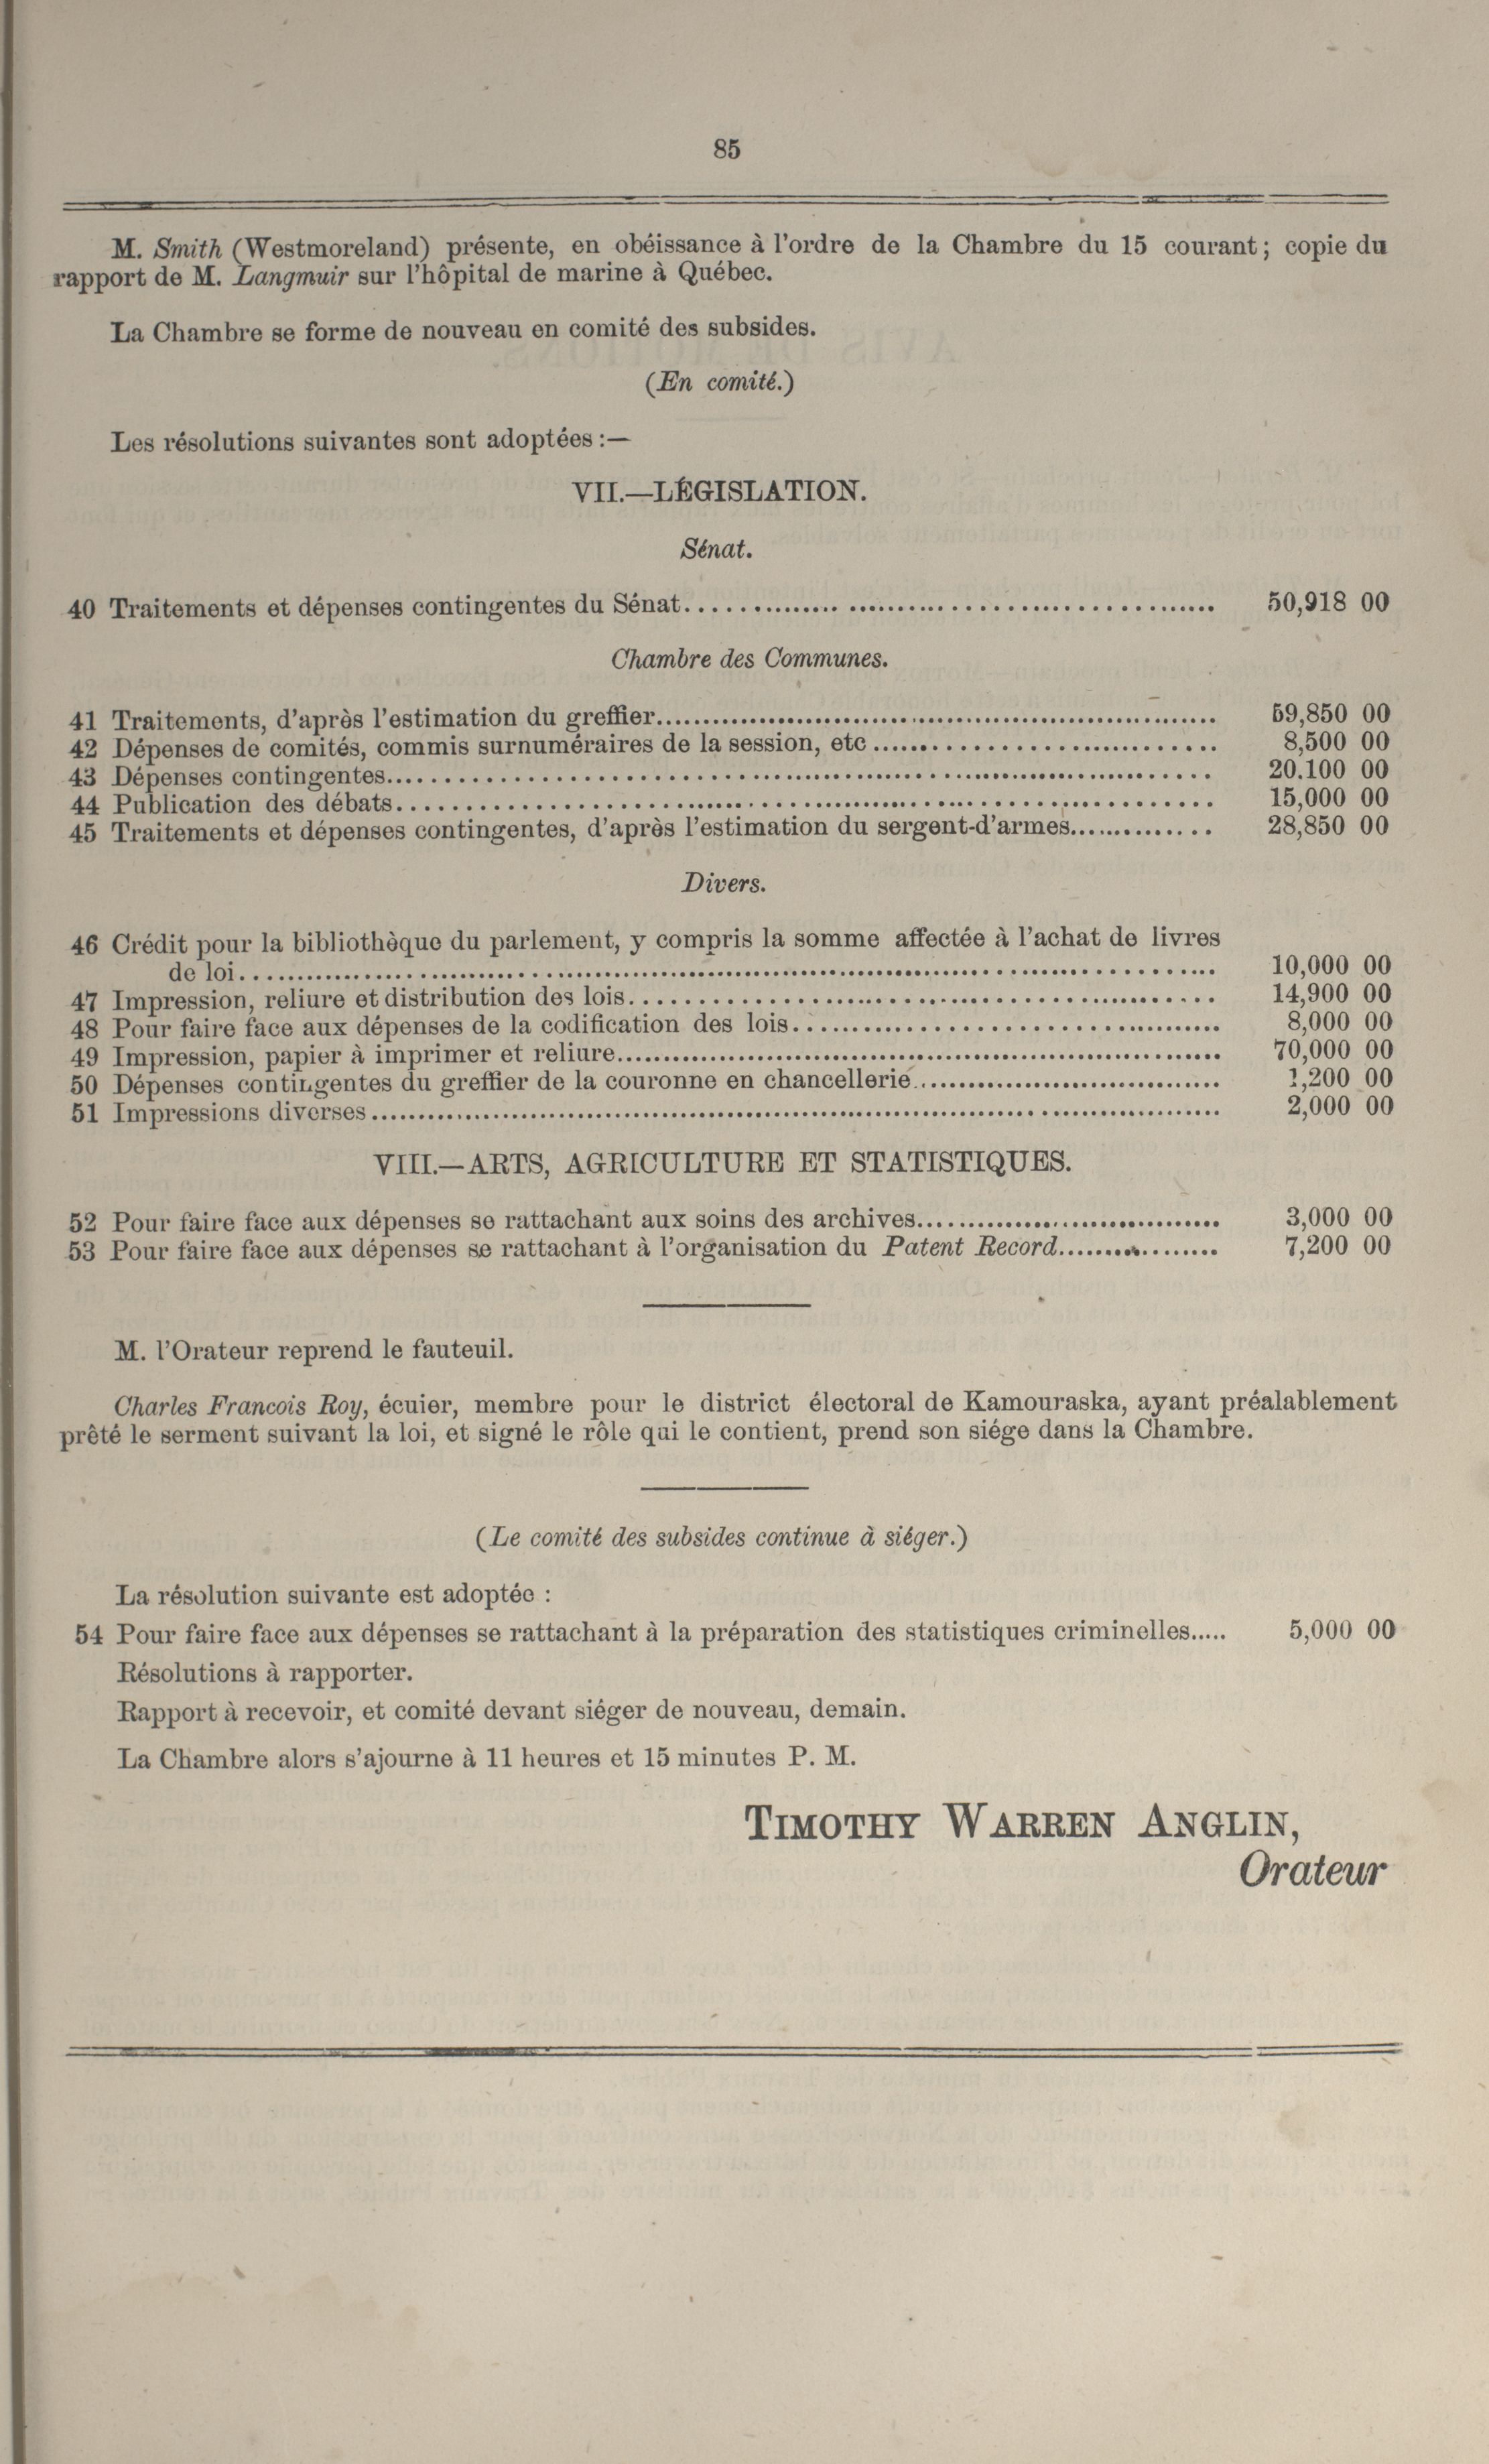 85
M. Smith (Westmoreland) présente, en obéissance à l'ordre de la Chambre du 15 courant; copie du
rapport de M. Langmuir sur l'hôpital de marine à Québec.
La Chambre se forme de nouveau en comité des subsides.
(En comité.)
Les résolutions suivantes sont adoptées :—
VII.—LÉGISLATION.
Sénat.
40 Traitements et dépenses contingentes du Sénat........................................ 50,918 00
Chambre des Communes.
41 Traitements, d'après l'estimation du greffier........................................ 59,850 00
42 Dépenses de comités, commis surnuméraires de la session, etc ........................ 8,500 00
43 Dépenses contingentes........................................ 20.100 00
44 Publication des débats........................................ 15,000 00
45 Traitements et dépenses contingentes, d'après l'estimation du sergent-d'armes.............. 28,850 00
Divers.
46 Crédit pour la bibliothèque du parlement, y compris la somme affectée à l'achat de livres
de loi........................................ 10,000 00
47 Impression, reliure et distribution des lois........................................ 14,900 00
48 Pour faire face aux dépenses de la codification des lois.............................. 8,000 00
49 Impression, papier à imprimer et reliure........................................ 70,000 00
50 Dépenses contingentes du greffier de la couronne en chancellerie........................ 1,200 00
51 Impressions diverses........................................ 2,000 00
VIII.—ARTS, AGRICULTURE ET STATISTIQUES.
52 Pour faire face aux dépenses se rattachant aux soins des archives........................ 3,000 00
53 Pour faire face aux dépenses se rattachant à l'organisation du Patent Record................ 7,200 00
M. l'Orateur reprend le fauteuil.
Charles Francois Roy, écuier, membre pour le district électoral de Kamouraska, ayant préalablement
prêté le serment suivant la loi, et signé le rôle qui le contient, prend son siége dans la Chambre.
(Le comité des subsides continue à siéger.)
La résolution suivante est adoptée :
54 Pour faire face aux dépenses se rattachant à la préparation des statistiques criminelles..... 5,000 00
Résolutions à rapporter.
Rapport à recevoir, et comité devant siéger de nouveau, demain.
La Chambre alors s'ajourne à 11 heures et 15 minutes P. M.
TIMOTHY WARREN ANGLIN,
Orateur